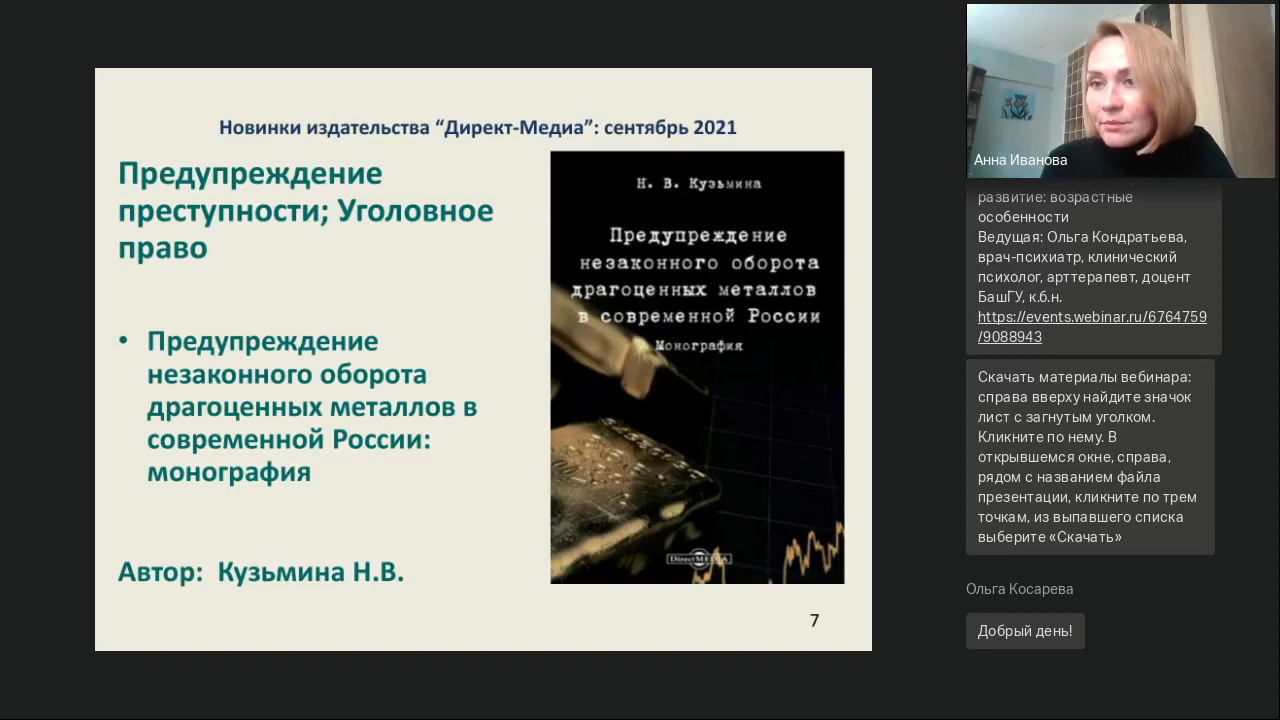 Новинки издательства “Директ-Медиа”: сентябрь 2021
Предупреждение
преступности; Уголовное
право
• Предупреждение
незаконного оборота
драгоценных металлов в
современной России:
монография
Автор: Кузьмина Н.В.
Н. В. Кузьмина
Предупреждение
незаконного оборота
драгоценных металлов
в современной России
Монография
DirectMEDIA
7
Анна Иванова
развитие: возрастные
особенности
Ведущая: Ольга Кондратьева,
врач-психиатр, клинический
психолог, арттерапевт, доцент
БашГУ, к.б.н.
https://events.webinar.ru/6764759
/9088943
Скачать материалы вебинара:
справа вверху найдите значок
лист с загнутым уголком.
Кликните по нему. В
открывшемся окне, справа,
рядом с названием файла
презентации, кликните по трем
точкам, из выпавшего списка
выберите «Скачать»
Ольга Косарева
Добрый день!